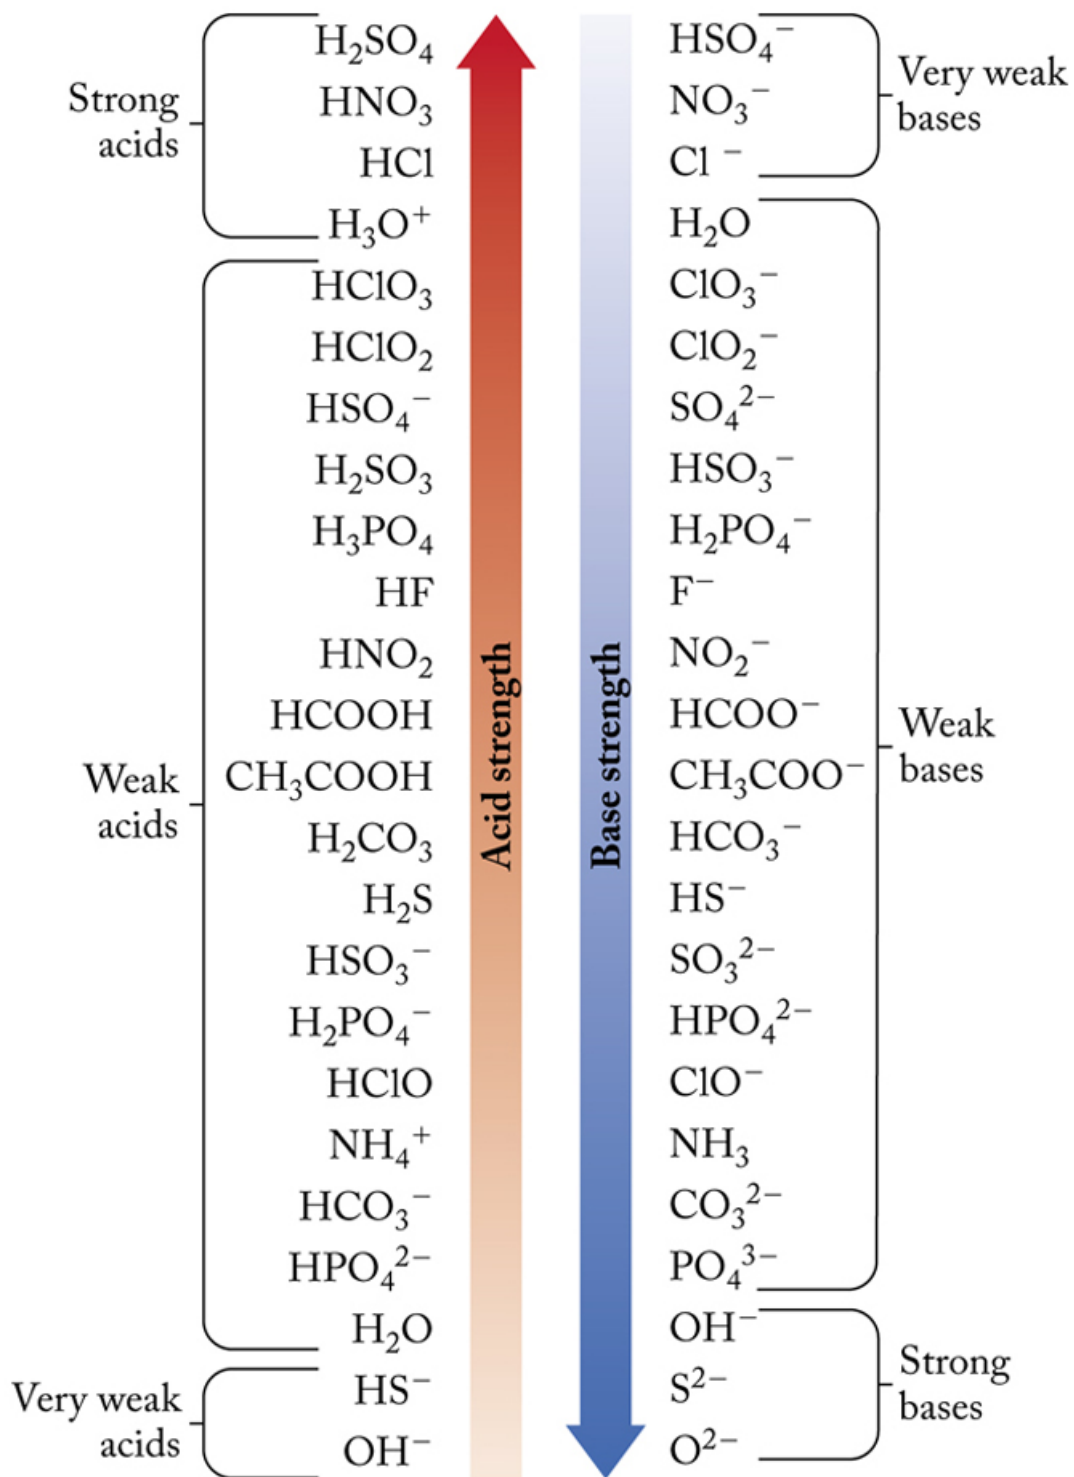 Strong
acids
H₂SO₄
HNO₃
HCl
H₃O⁺
Weak
acids
HClO₃
HClO₂
HSO₄⁻
H₂SO₃
H₃PO₄
HF
HNO₂
HCOOH
CH₃COOH
H₂CO₃
H₂S
HSO₃⁻
H₂PO₄⁻
HClO
NH₄⁺
HCO₃⁻
HPO₄²⁻
H₂O
Very weak
acids
HS⁻
OH⁻
Acid strength
Base strength
HSO₄⁻
NO₃⁻
Cl⁻
Very weak
bases
H₂O
ClO₃⁻
ClO₂⁻
SO₄²⁻
HSO₃⁻
H₂PO₄⁻
F⁻
NO₂⁻
HCOO⁻
CH₃COO⁻
HCO₃⁻
HS⁻
SO₃²⁻
HPO₄²⁻
ClO⁻
NH₃
CO₃²⁻
PO₄³⁻
Weak
bases
OH⁻
S²⁻
O²⁻
Strong
bases